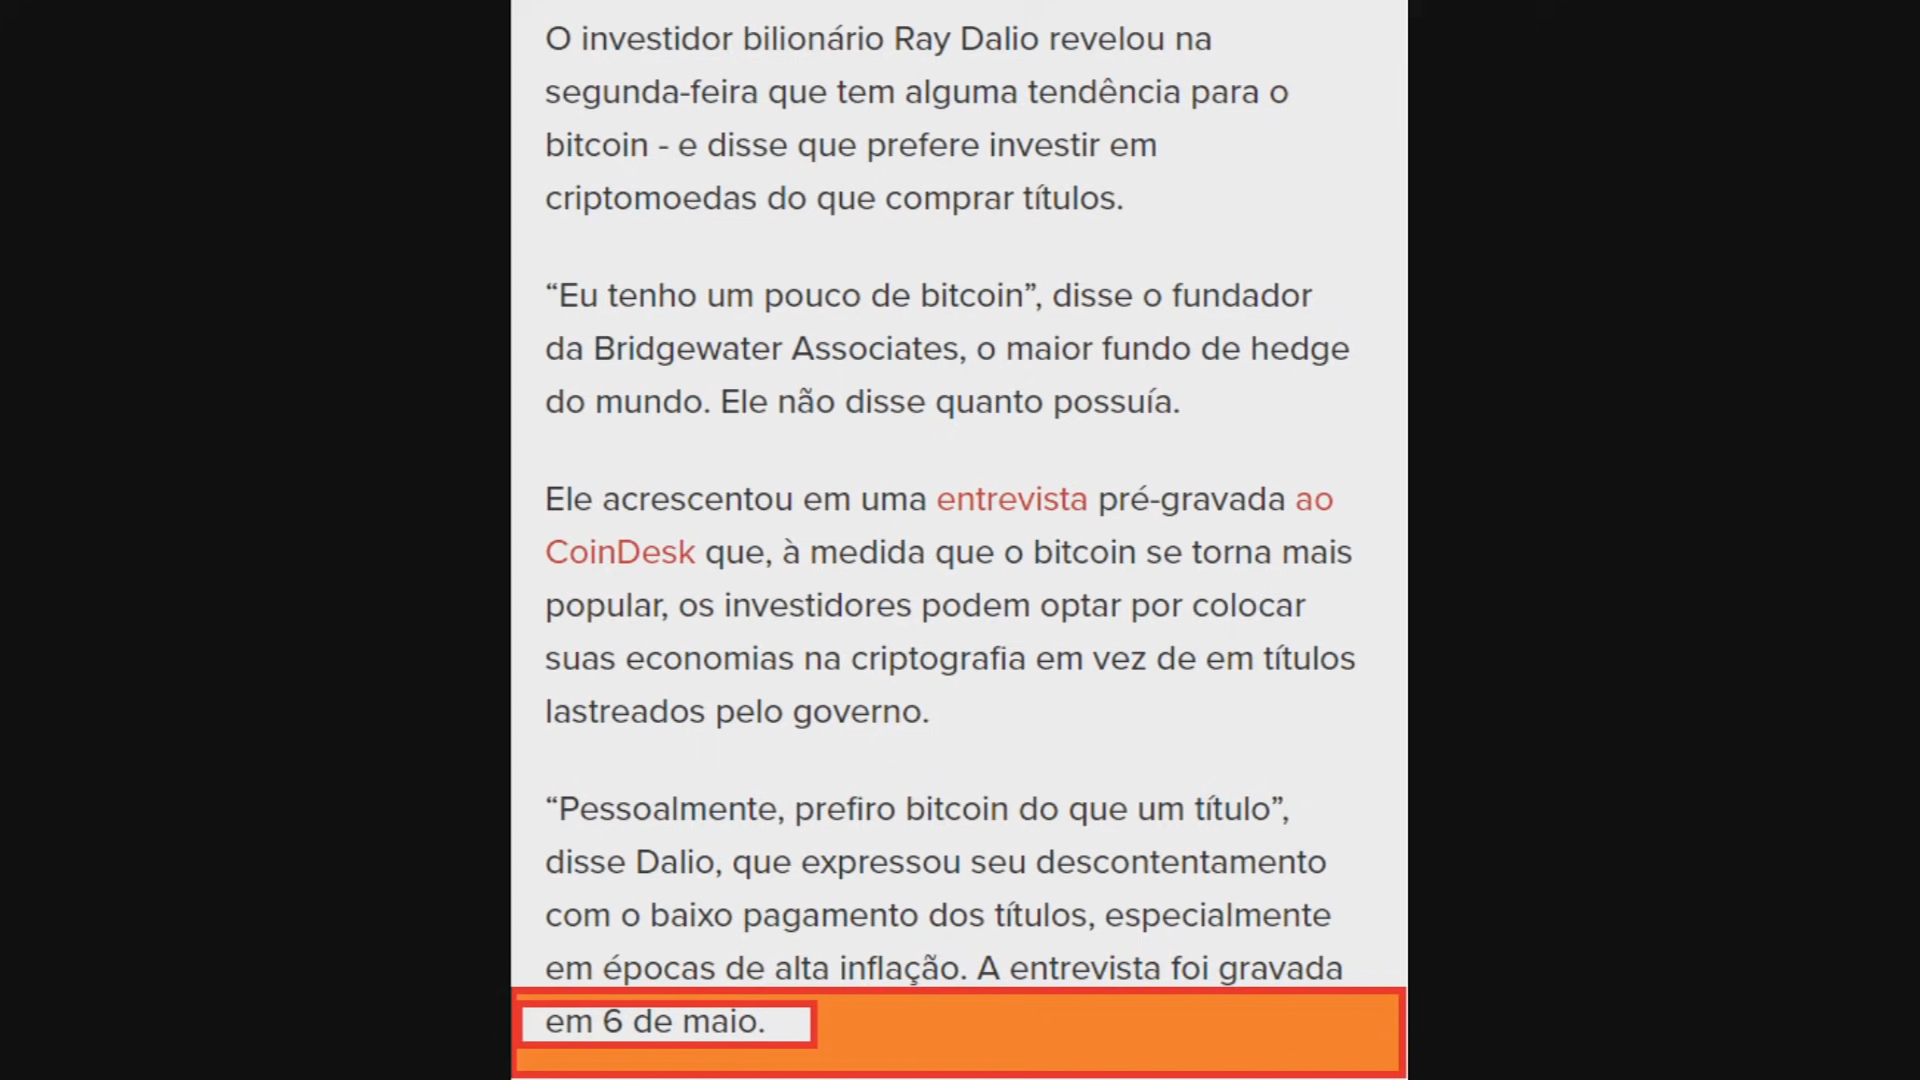 O investidor bilionário Ray Dalio revelou na
segunda-feira que tem alguma tendência para o
bitcoin - e disse que prefere investir em
criptomoedas do que comprar títulos.
“Eu tenho um pouco de bitcoin”, disse o fundador
da Bridgewater Associates, o maior fundo de hedge
do mundo. Ele não disse quanto possuía.
Ele acrescentou em uma entrevista pré-gravada ao
CoinDesk que, à medida que o bitcoin se torna mais
popular, os investidores podem optar por colocar
suas economias na criptografia em vez de em títulos
lastreados pelo governo.
“Pessoalmente, prefiro bitcoin do que um título”,
disse Dalio, que expressou seu descontentamento
com o baixo pagamento dos títulos, especialmente
em épocas de alta inflação. A entrevista foi gravada
em 6 de maio.